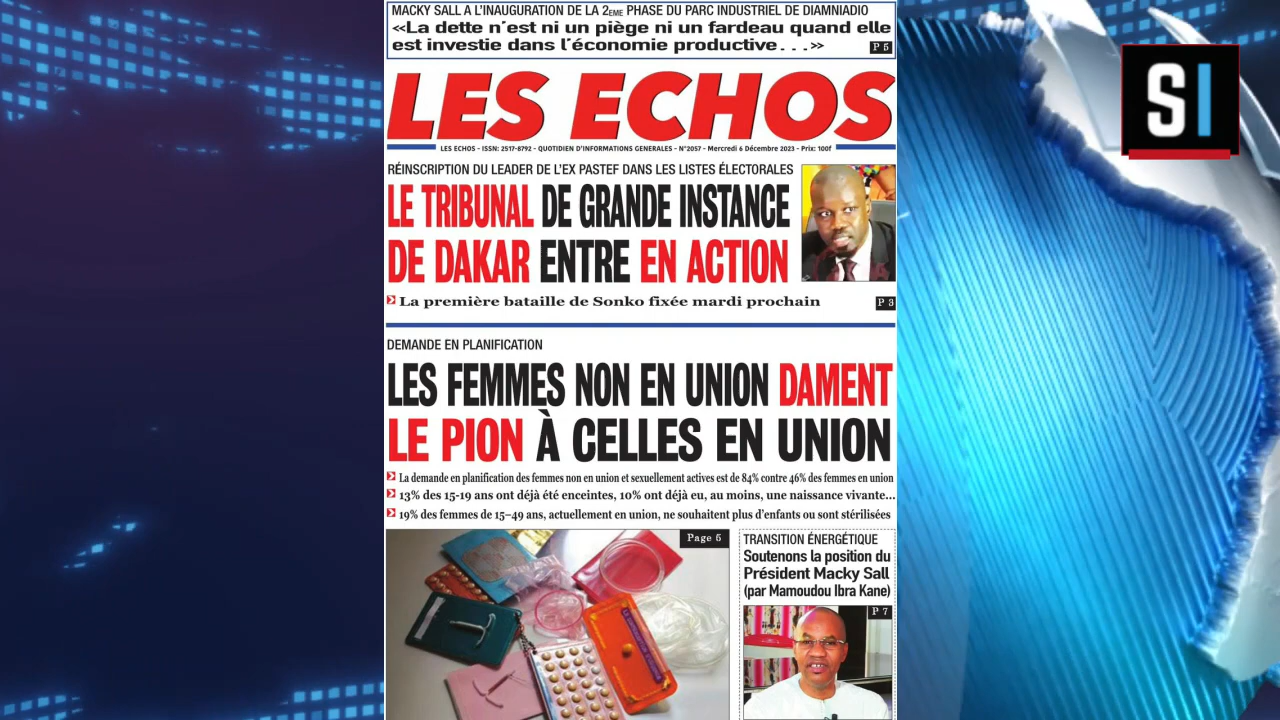 MACKY SALL A L'INAUGURATION DE LA 2EME PHASE DU PARC INDUSTRIEL DE DIAMNIADIO
«La dette n'est ni un piège ni un fardeau quand elle
est investie dans l'économie productive...»
P 5
SI
LES ECHOS
LES ECHOS - ISSN: 2517-8792 - QUOTIDIEN D'INFORMATIONS GENERALES - N°2057 - Mercredi 6 Décembre 2023 - Prix: 100f
RÉINSCRIPTION DU LEADER DE L'EX PASTEF DANS LES LISTES ÉLECTORALES
LE TRIBUNAL DE GRANDE INSTANCE
DE DAKAR ENTRE EN ACTION
La première bataille de Sonko fixée mardi prochain
P 3
DEMANDE EN PLANIFICATION
LES FEMMES NON EN UNION DAMENT
LE PION À CELLES EN UNION
La demande en planification des femmes non en union et sexuellement actives est de 84% contre 46% des femmes en union
13% des 15-19 ans ont déjà été enceintes, 10% ont déjà eu, au moins, une naissance vivante...
19% des femmes de 15–49 ans, actuellement en union, ne souhaitent plus d'enfants ou sont stérilisées
Page 6
TRANSITION ÉNERGÉTIQUE
Soutenons la position du
Président Macky Sall
(par Mamoudou Ibra Kane)
P 7